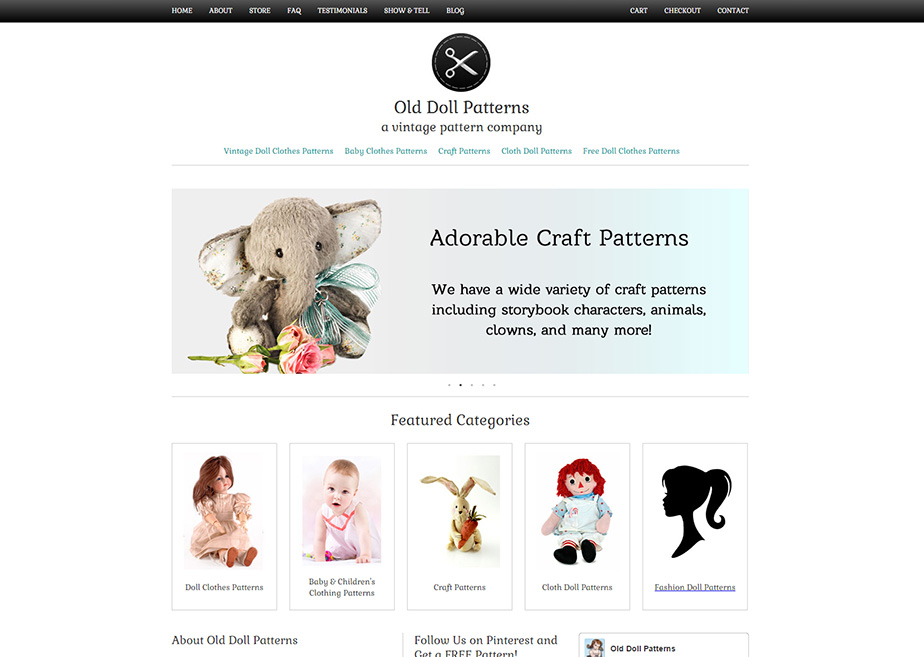 HOME ABOUT STORE FAQ TESTIMONIALS SHOW & TELL BLOG CART CHECKOUT CONTACT
Old Doll Patterns
a vintage pattern company
Vintage Doll Clothes Patterns Baby Clothes Patterns Craft Patterns Cloth Doll Patterns Free Doll Clothes Patterns
Adorable Craft Patterns
We have a wide variety of craft patterns
including storybook characters, animals,
clowns, and many more!
Featured Categories
Doll Clothes Patterns
Baby & Children's
Clothing Patterns
Craft Patterns
Cloth Doll Patterns
Fashion Doll Patterns
About Old Doll Patterns
Follow Us on Pinterest and
Get a FREE Pattern!
Old Doll Patterns